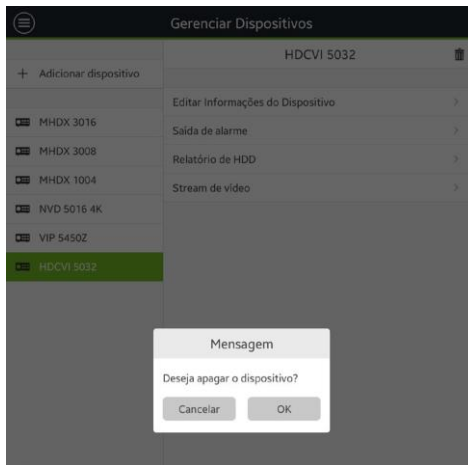 Gerenciar Dispositivos
HDCVI 5032
+ Adicionar dispositivo
Editar Informações do Dispositivo
MHDX 3016
Saída de alarme
MHDX 3008
Relatório de HDD
MHDX 1004
Stream de vídeo
NVD 5016 4K
VIP 5450Z
HDCVI 5032
Mensagem
Deseja apagar o dispositivo?
Cancelar OK